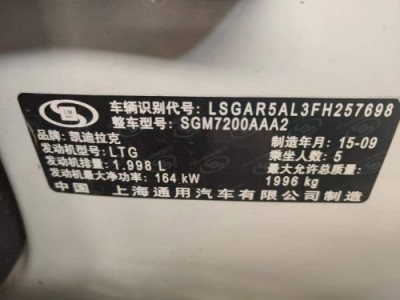 车辆识别代号: LSGAR5AL3FH257698
整车型号: SGM7200AAA2
品牌: 凯迪拉克 制造年月: 15-09
发动机型号: LTG 乘坐人数: 5
发动机排量: 1.998 L 最大允许总质量:
发动机最大净功率: 164 kW 1996 kg
中国 上海通用汽车有限公司制造